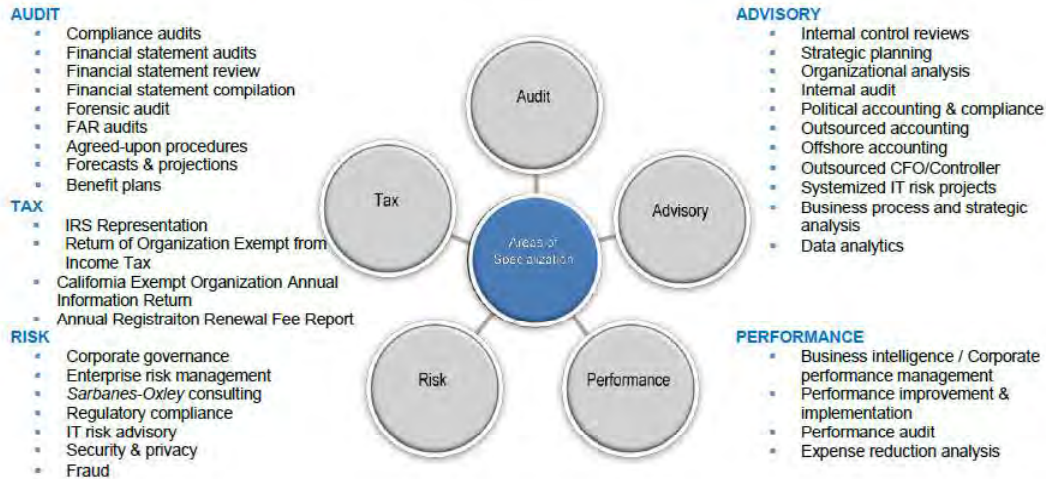 AUDIT
Compliance audits
Financial statement audits
Financial statement review
Financial statement compilation
Forensic audit
FAR audits
Agreed-upon procedures
Forecasts & projections
Benefit plans
TAX
IRS Representation
Return of Organization Exempt from
Income Tax
California Exempt Organization Annual
Information Return
Annual Registraiton Renewal Fee Report
RISK
Corporate governance
Enterprise risk management
Sarbanes-Oxley consulting
Regulatory compliance
IT risk advisory
Security & privacy
Fraud
Audit
Tax
Advisory
Areas of
Specialization
Risk
Performance
ADVISORY
Internal control reviews
Strategic planning
Organizational analysis
Internal audit
Political accounting & compliance
Outsourced accounting
Offshore accounting
Outsourced CFO/Controller
Systemized IT risk projects
Business process and strategic
analysis
Data analytics
PERFORMANCE
Business intelligence / Corporate
performance management
Performance improvement &
implementation
Performance audit
Expense reduction analysis